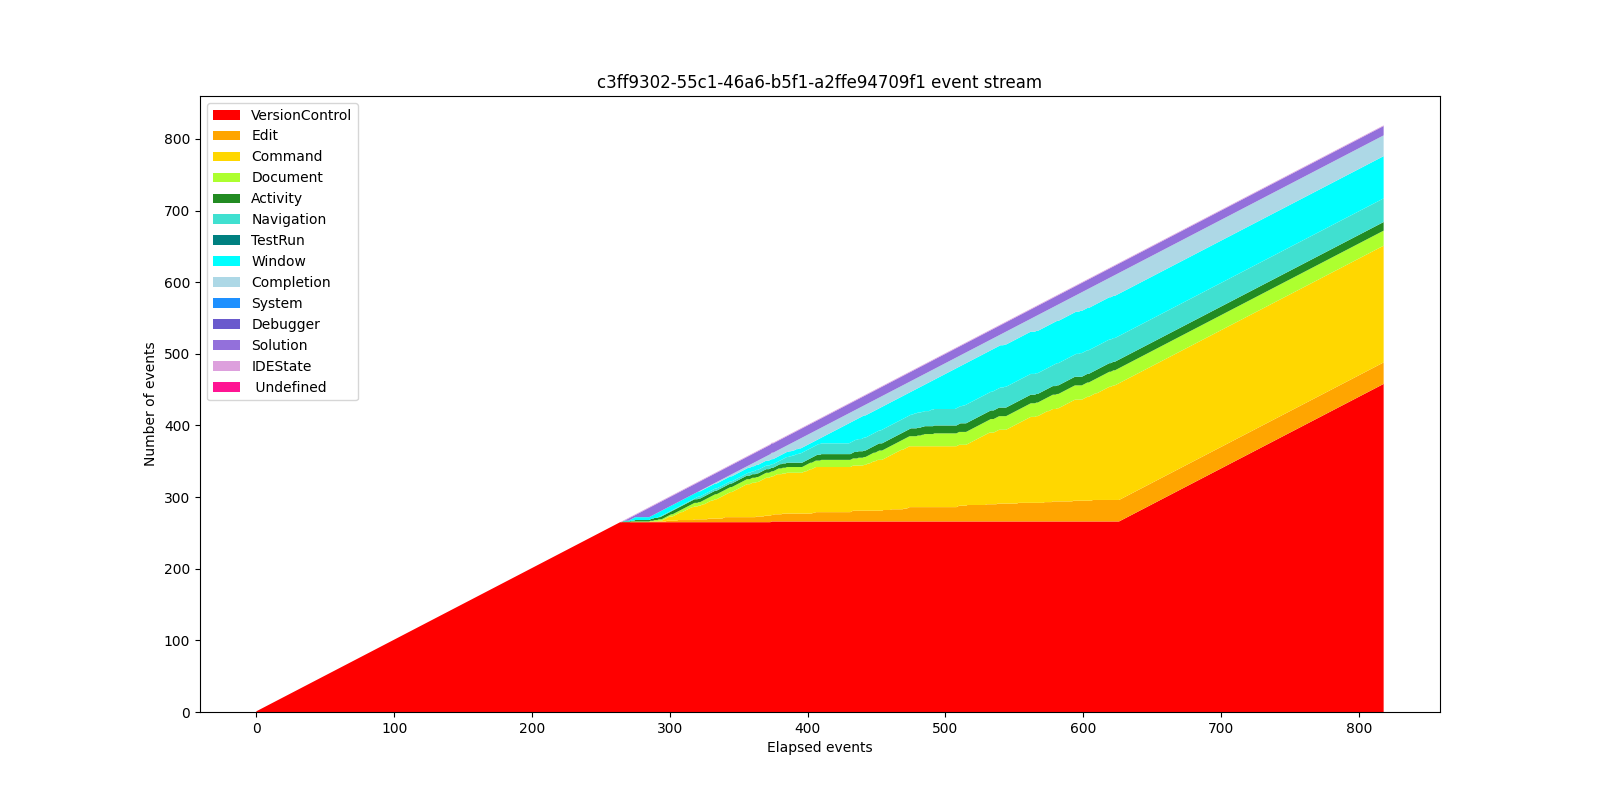 c3ff9302-55c1-46a6-b5f1-a2ffe94709f1 event stream
VersionControl
Edit
Command
Document
Activity
Navigation
TestRun
Window
Completion
System
Debugger
Solution
IDEState
Undefined
Number of events
800
700
600
500
400
300
200
100
0
0 100 200 300 400 500 600 700 800
Elapsed events